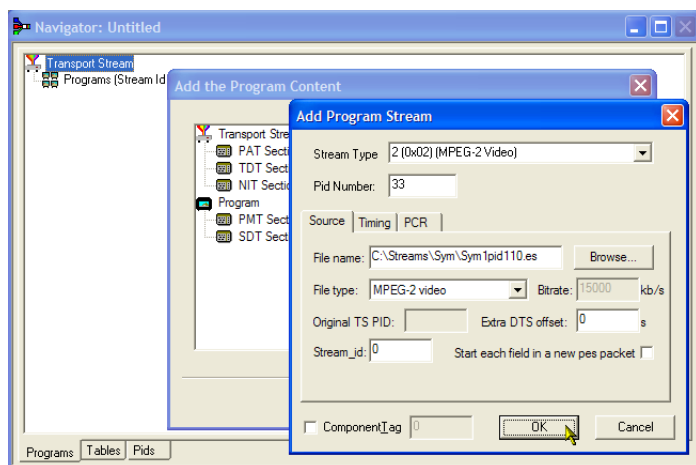 Navigator: Untitled
Transport Stream
Programs (Stream Id
Add the Program Content
Transport Stre
PAT Secti
TDT Secti
NIT Sectio
Program
PMT Sect
SDT Sect
Add Program Stream
Stream Type 2 (0x02) (MPEG-2 Video)
Pid Number: 33
Source Timing PCR
File name: C:\Streams\Sym\Sym1pid110.es Browse...
File type: MPEG-2 video Bitrate: 15000 kb/s
Original TS PID: Extra DTS offset: 0 s
Stream_id: 0 Start each field in a new pes packet
ComponentTag 0 OK Cancel
Programs Tables Pids